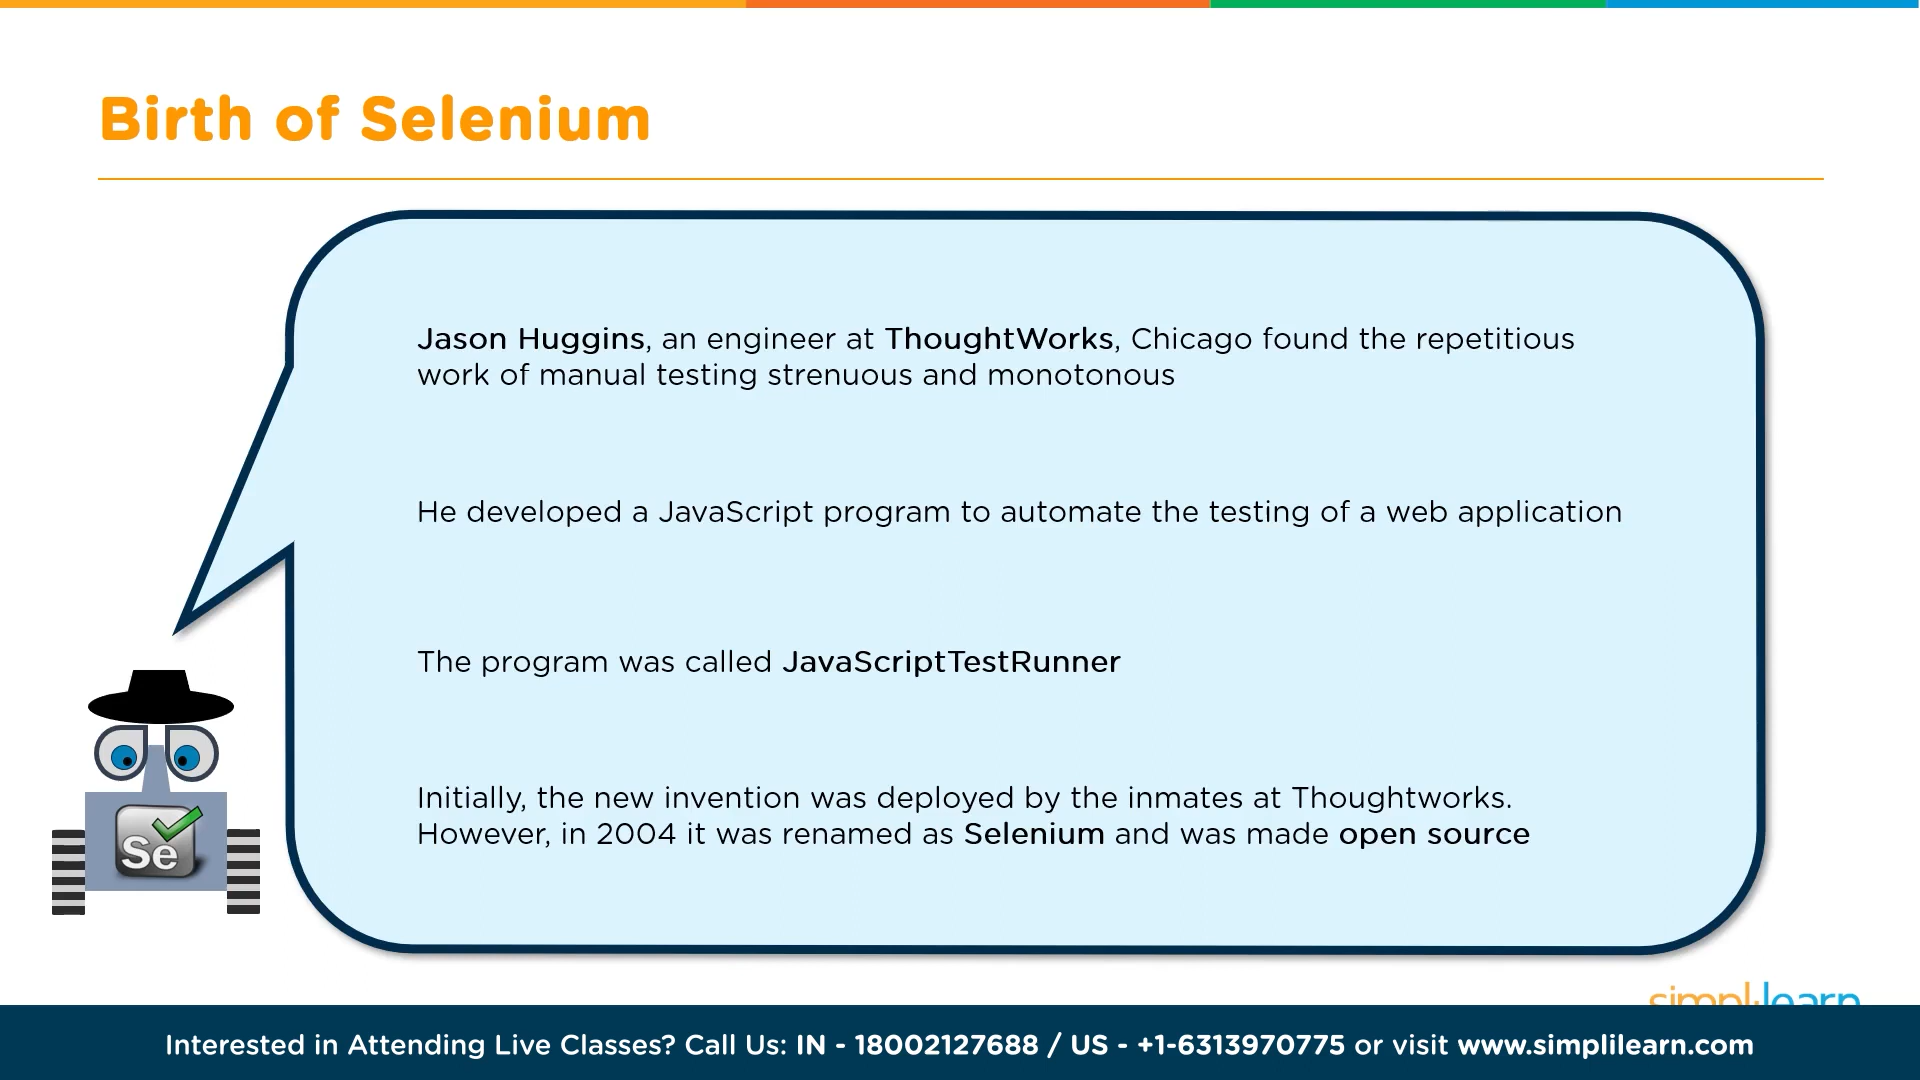 Birth of Selenium
Jason Huggins, an engineer at ThoughtWorks, Chicago found the repetitious
work of manual testing strenuous and monotonous
He developed a JavaScript program to automate the testing of a web application
The program was called JavaScriptTestRunner
Initially, the new invention was deployed by the inmates at Thoughtworks.
However, in 2004 it was renamed as Selenium and was made open source
Se
simplilearn
Interested in Attending Live Classes? Call Us: IN - 18002127688 / US - +1-6313970775 or visit www.simplilearn.com